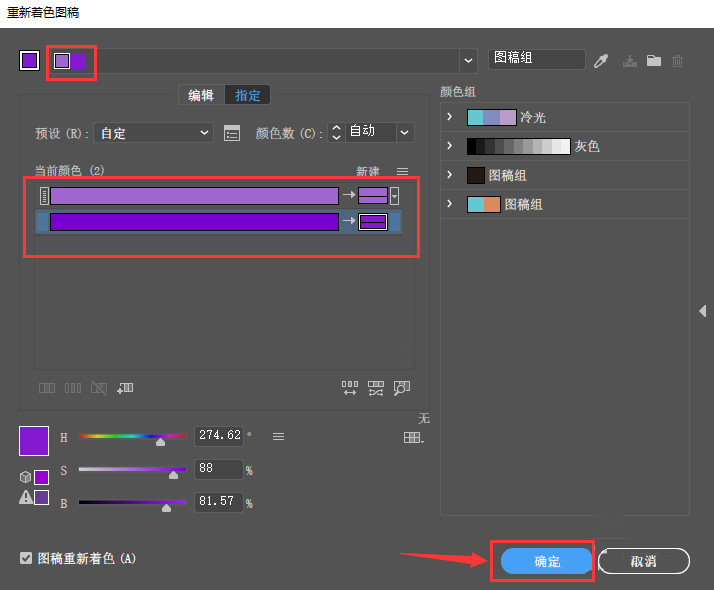 重新着色图稿
图稿组
编辑 指定
颜色组
预设 (R): 自定 颜色数 (C): 自动
冷光
灰色
图稿组
图稿组
当前颜色 (2) 新建
无
H 274.62 °
S 88 %
B 81.57 %
图稿重新着色 (A)
确定 取消